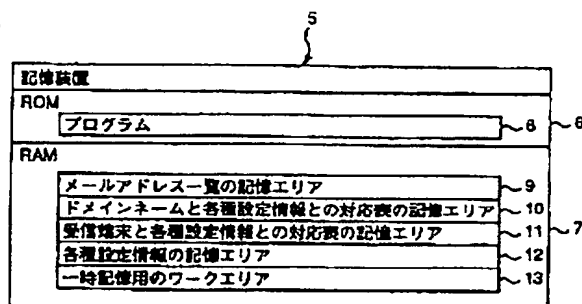 5
記憶装置
ROM
プログラム
6
6
RAM
メールアドレス一覧の記憶エリア
9
ドメインネームと各種設定情報との対応表の記憶エリア
10
受信端末と各種設定情報との対応表の記憶エリア
11
7
各種設定情報の記憶エリア
12
一時記憶用のワークエリア
13